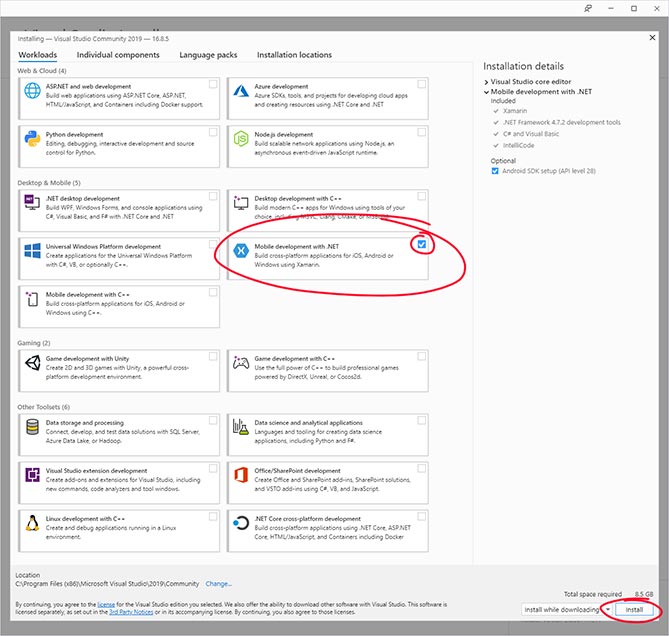 Installing — Visual Studio Community 2019 — 16.8.5
Workloads
Individual components
Language packs
Installation locations
Web & Cloud (4)
ASP.NET and web development
Build web applications using ASP.NET Core, ASP.NET,
HTML/JavaScript, and Containers including Docker support.
Azure development
Azure SDKs, tools, and projects for developing cloud apps
and creating resources using .NET Core and .NET
Python development
Editing, debugging, interactive development and source
control for Python.
Node.js development
Build scalable network applications using Node.js, an
asynchronous event-driven JavaScript runtime.
Desktop & Mobile (5)
.NET desktop development
Build WPF, Windows Forms, and console applications using
C#, Visual Basic, and F# with .NET Core and .NET
Desktop development with C++
Build modern C++ apps for Windows using tools of your
choice, including MSVC, Clang, CMake, or MSBuild.
Universal Windows Platform development
Create applications for the Universal Windows Platform
with C#, VB, or optionally C++.
Mobile development with .NET
Build cross-platform applications for iOS, Android or
Windows using Xamarin.
Mobile development with C++
Build cross-platform applications for iOS, Android or
Windows using C++.
Gaming (2)
Game development with Unity
Create 2D and 3D games with Unity, a powerful cross-
platform development environment.
Game development with C++
Use the full power of C++ to build professional games
powered by DirectX, Unreal, or Cocos2d.
Other Toolsets (6)
Data storage and processing
Connect, develop, and test data solutions with SQL Server,
Azure Data Lake, or Hadoop.
Data science and analytical applications
Languages and tooling for creating data science
applications, including Python and F#.
Visual Studio extension development
Create add-ons and extensions for Visual Studio, including
new commands, code analyzers and tool windows.
Office/SharePoint development
Create Office and SharePoint add-ins, SharePoint solutions,
and VSTO add-ins using C#, VB, and JavaScript.
Linux development with C++
Create and debug applications running in a Linux
environment.
.NET Core cross-platform development
Build cross-platform applications using .NET Core, ASP.NET
Core, HTML/JavaScript, and Containers including Docker
Installation details
Visual Studio core editor
Mobile development with .NET
Included
Xamarin
.NET Framework 4.7.2 development tools
C# and Visual Basic
IntelliCode
Optional
Android SDK setup (API level 28)
Location
C:\Program Files (x86)\Microsoft Visual Studio\2019\Community Change...
By continuing, you agree to the license for the Visual Studio edition you selected. We also offer the ability to download other software with Visual Studio. This software is
licensed separately, as set out in the 3rd Party Notices or in its accompanying license. By continuing, you also agree to those licenses.
Total space required 8.5 GB
Install while downloading
Install